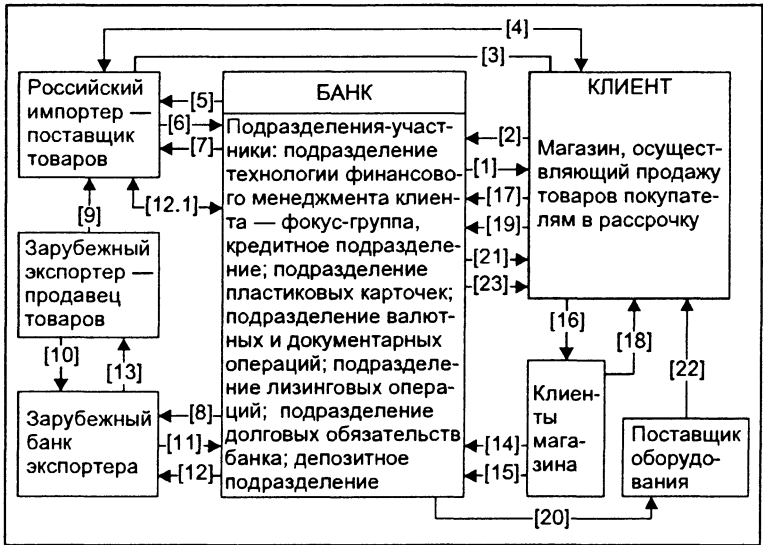 [4]
[3]
Российский
импортер —
поставщик
товаров
[5]
[6]
[7]
[12.1]
[9]
Зарубежный
экспортер —
продавец
товаров
[10]
[13]
Зарубежный
банк
экспортера
[8]
[11]
[12]
БАНК
Подразделения-участ-
ники: подразделение
технологии финансово-
го менеджмента клиен-
та — фокус-группа,
кредитное подразделе-
ние; подразделение
пластиковых карточек;
подразделение валют-
ных и документарных
операций; подразделе-
ние лизинговых опера-
ций; подразделение
долговых обязательств
банка; депозитное
подразделение
[2]
[1]
[17]
[19]
[21]
[23]
[14]
[15]
[20]
КЛИЕНТ
Магазин, осущест-
вляющий продажу
товаров покупате-
лям в рассрочку
[16]
[18]
[22]
Клиен-
ты
мага-
зина
Поставщик
оборудо-
вания